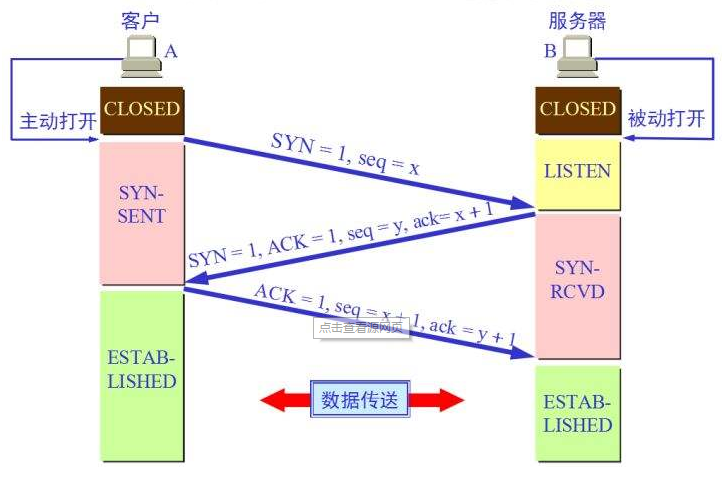 客户
服务器
A
B
CLOSED
CLOSED
主动打开
被动打开
SYN = 1, seq = x
LISTEN
SYN-
SENT
SYN = 1, ACK = 1, seq = y, ack= x + 1
SYN-
RCVD
ACK = 1, seq = x + 1, ack = y + 1
点击查看源网页
ESTAB-
LISHED
数据传送
ESTAB-
LISHED